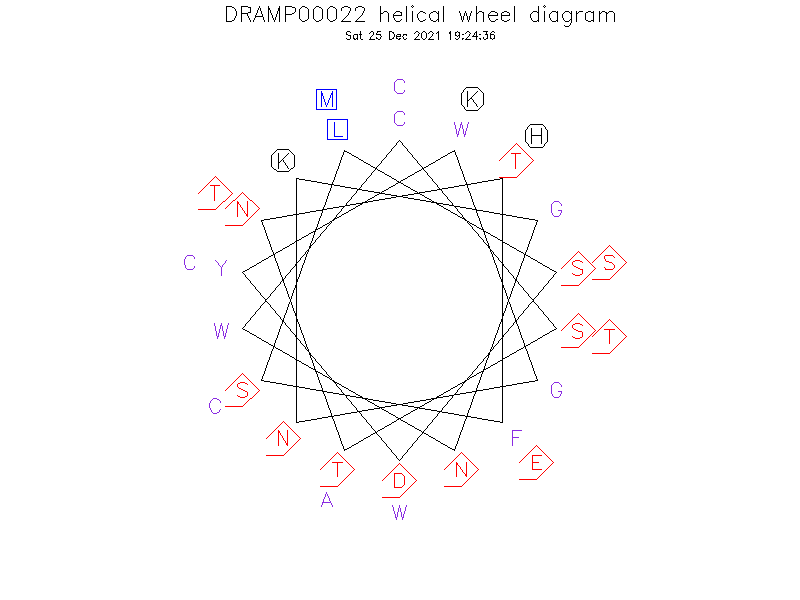 DRAMP00022 helical wheel diagram
Sat 25 Dec 2021 19:24:36
C
M K
C
L W H
K T
T N G
C Y S S
W S T
C S G
N F
T D N E
A W